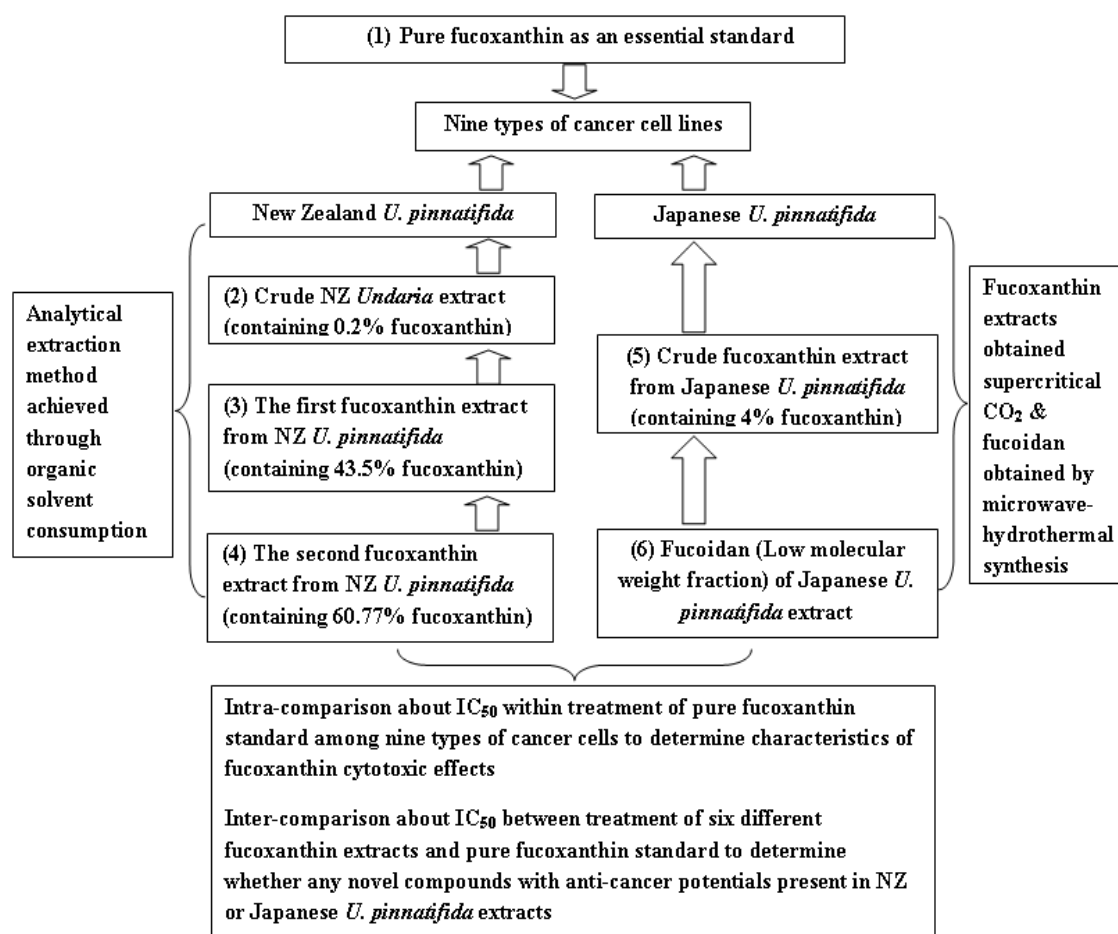 (1) Pure fucoxanthin as an essential standard
Nine types of cancer cell lines
New Zealand U. pinnatifida
Japanese U. pinnatifida
Analytical
extraction
method
achieved
through
organic
solvent
consumption
(2) Crude NZ Undaria extract
(containing 0.2% fucoxanthin)
(3) The first fucoxanthin extract
from NZ U. pinnatifida
(containing 43.5% fucoxanthin)
(4) The second fucoxanthin
extract from NZ U. pinnatifida
(containing 60.77% fucoxanthin)
(5) Crude fucoxanthin extract
from Japanese U. pinnatifida
(containing 4% fucoxanthin)
(6) Fucoidan (Low molecular
weight fraction) of Japanese U.
pinnatifida extract
Fucoxanthin
extracts
obtained
supercritical
CO₂ &
fucoidan
obtained by
microwave-
hydrothermal
synthesis
Intra-comparison about IC₅₀ within treatment of pure fucoxanthin
standard among nine types of cancer cells to determine characteristics of
fucoxanthin cytotoxic effects
Inter-comparison about IC₅₀ between treatment of six different
fucoxanthin extracts and pure fucoxanthin standard to determine
whether any novel compounds with anti-cancer potentials present in NZ
or Japanese U. pinnatifida extracts